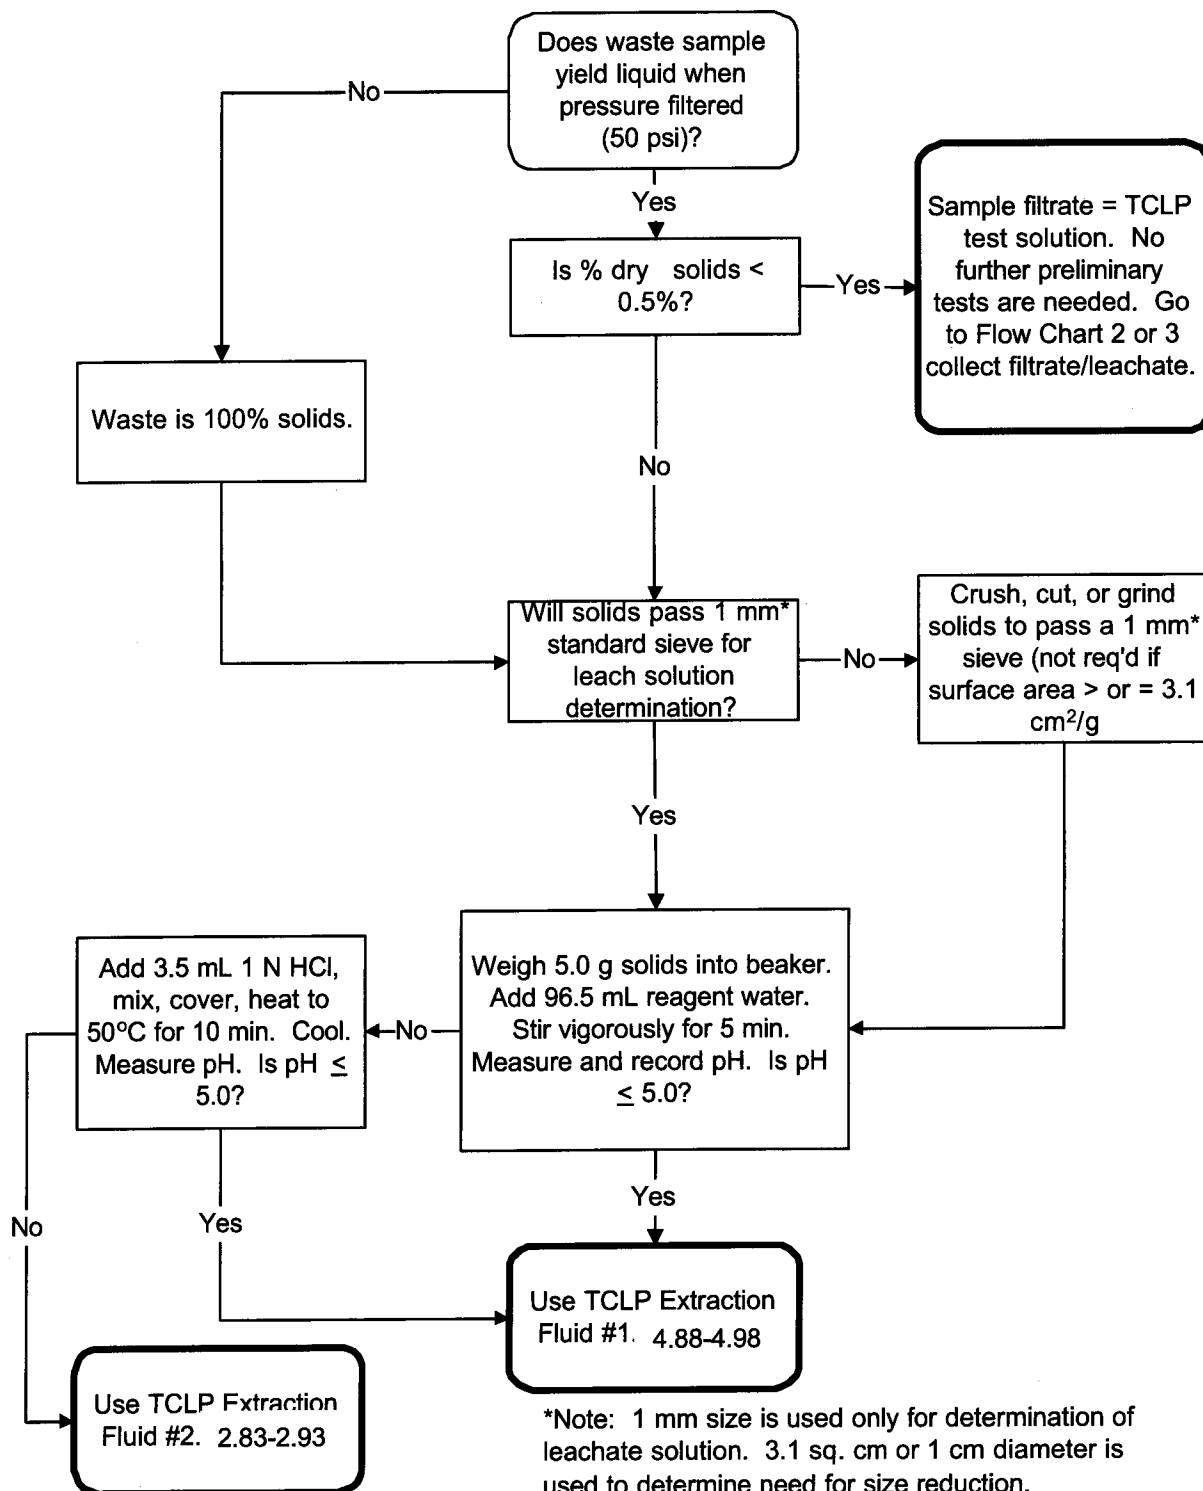 Does waste sample
yield liquid when
pressure filtered
(50 psi)?
No
Yes
Is % dry solids <
0.5%?
Yes
Sample filtrate = TCLP
test solution. No
further preliminary
tests are needed. Go
to Flow Chart 2 or 3
collect filtrate/leachate.
Waste is 100% solids.
No
Will solids pass 1 mm*
standard sieve for
leach solution
determination?
No
Crush, cut, or grind
solids to pass a 1 mm*
sieve (not req'd if
surface area > or = 3.1
cm²/g
Yes
Weigh 5.0 g solids into beaker.
Add 96.5 mL reagent water.
Stir vigorously for 5 min.
Measure and record pH. Is pH
≤ 5.0?
No
Add 3.5 mL 1 N HCl,
mix, cover, heat to
50°C for 10 min. Cool.
Measure pH. Is pH ≤
5.0?
Yes
No
Yes
Use TCLP Extraction
Fluid #1. 4.88-4.98
Use TCLP Extraction
Fluid #2. 2.83-2.93
*Note: 1 mm size is used only for determination of
leachate solution. 3.1 sq. cm or 1 cm diameter is
used to determine need for size reduction.